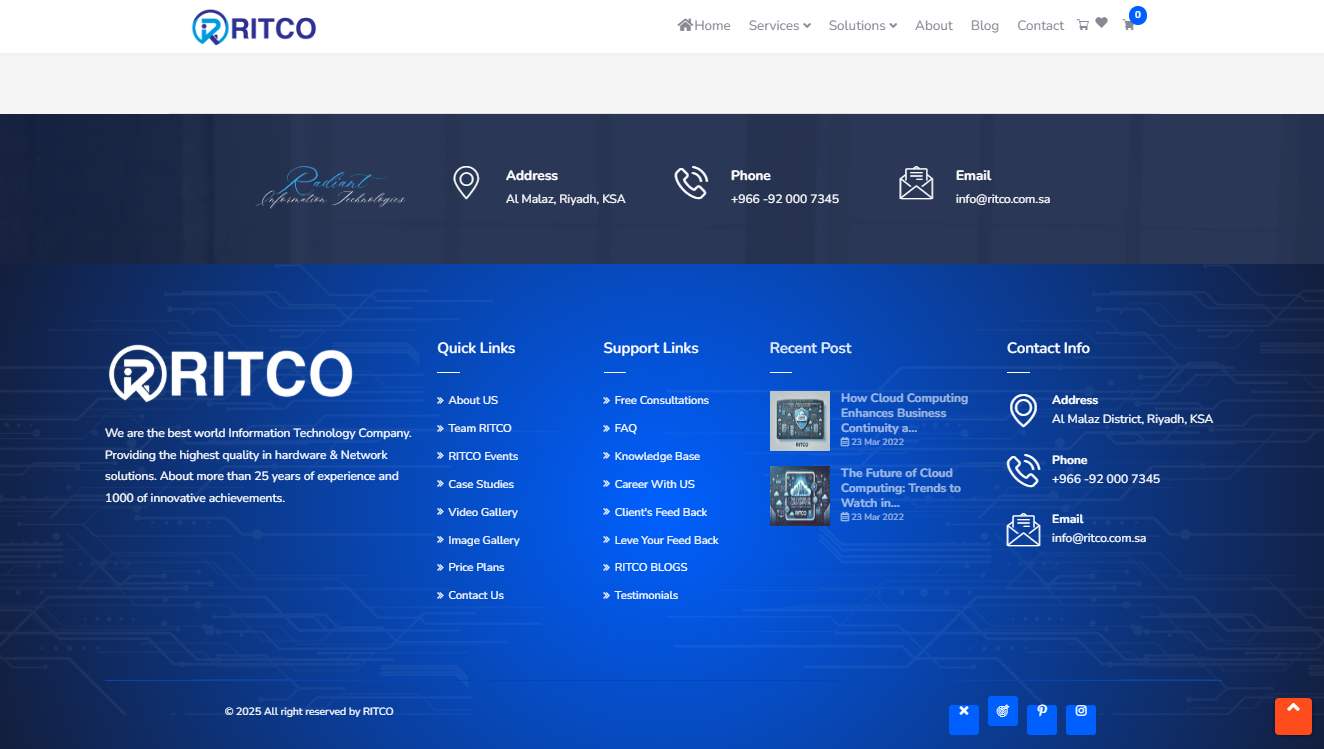 RITCO
Home Services Solutions About Blog Contact 0
Radiant
Information Technologies
Address
Al Malaz, Riyadh, KSA
Phone
+966 -92 000 7345
Email
info@ritco.com.sa
RITCO
We are the best world Information Technology Company.
Providing the highest quality in hardware & Network
solutions. About more than 25 years of experience and
1000 of innovative achievements.
Quick Links
About US
Team RITCO
RITCO Events
Case Studies
Video Gallery
Image Gallery
Price Plans
Contact Us
Support Links
Free Consultations
FAQ
Knowledge Base
Career With US
Client's Feed Back
Leve Your Feed Back
RITCO BLOGS
Testimonials
Recent Post
How Cloud Computing
Enhances Business
Continuity a...
23 Mar 2022
RITCO
The Future of Cloud
Computing: Trends to
Watch in...
23 Mar 2022
RITCO
Contact Info
Address
Al Malaz District, Riyadh, KSA
Phone
+966 -92 000 7345
Email
info@ritco.com.sa
© 2025 All right reserved by RITCO